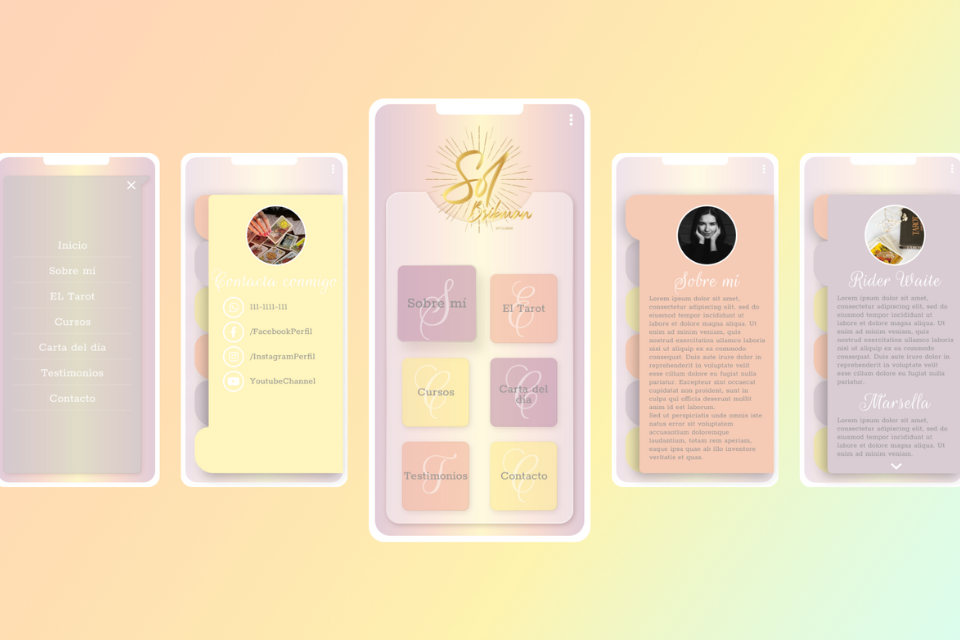 Inicio
Sobre mí
EL Tarot
Cursos
Carta del día
Testimonios
Contacto
Contacta conmigo
111-1111-111
/FacebookPerfil
/InstagramPerfil
YoutubeChannel
Sol
S
Sobre mí
E
El Tarot
C
Cursos
C
Carta del
día
T
Testimonios
C
Contacto
Sobre mí
Lorem ipsum dolor sit amet,
consectetur adipiscing elit, sed do
eiusmod tempor incididunt ut
labore et dolore magna aliqua. Ut
enim ad minim veniam, quis
nostrud exercitation ullamco laboris
nisi ut aliquip ex ea commodo
consequat. Duis aute irure dolor in
reprehenderit in voluptate velit
esse cillum dolore eu fugiat nulla
pariatur. Excepteur sint occaecat
cupidatat non proident, sunt in
culpa qui officia deserunt mollit
anim id est laborum.
Sed ut perspiciatis unde omnis iste
natus error sit voluptatem
accusantium doloremque
laudantium, totam rem aperiam,
eaque ipsa quae ab illo inventore
veritatis et quae.
Rider Waite
Lorem ipsum dolor sit amet,
consectetur adipiscing elit, sed do
eiusmod tempor incididunt ut
labore et dolore magna aliqua. Ut
enim ad minim veniam, quis
nostrud exercitation ullamco laboris
nisi ut aliquip ex ea commodo
consequat. Duis aute irure dolor in
reprehenderit in voluptate velit
esse cillum dolore eu fugiat nulla
pariatur.
Marsella
Lorem ipsum dolor sit amet,
consectetur adipiscing elit, sed do
eiusmod tempor incididunt ut
labore et dolore magna aliqua. Ut
enim ad minim veniam.
TAROT